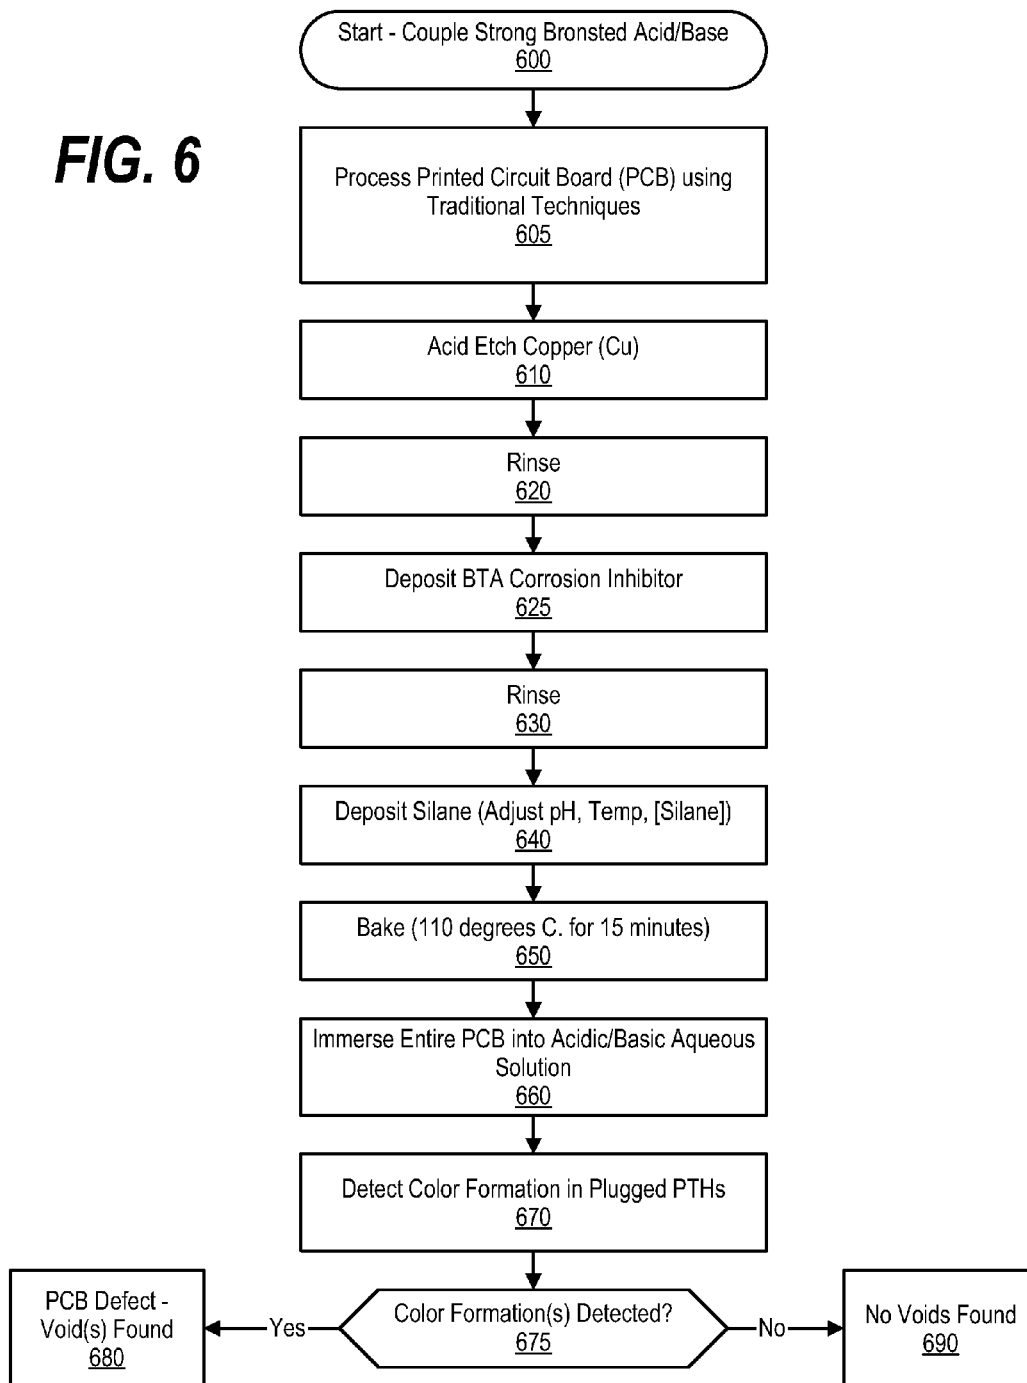 Start - Couple Strong Bronsted Acid/Base
600
FIG. 6
Process Printed Circuit Board (PCB) using
Traditional Techniques
605
Acid Etch Copper (Cu)
610
Rinse
620
Deposit BTA Corrosion Inhibitor
625
Rinse
630
Deposit Silane (Adjust pH, Temp, [Silane])
640
Bake (110 degrees C. for 15 minutes)
650
Immerse Entire PCB into Acidic/Basic Aqueous
Solution
660
Detect Color Formation in Plugged PTHs
670
Color Formation(s) Detected?
675
Yes
PCB Defect -
Void(s) Found
680
No
No Voids Found
690